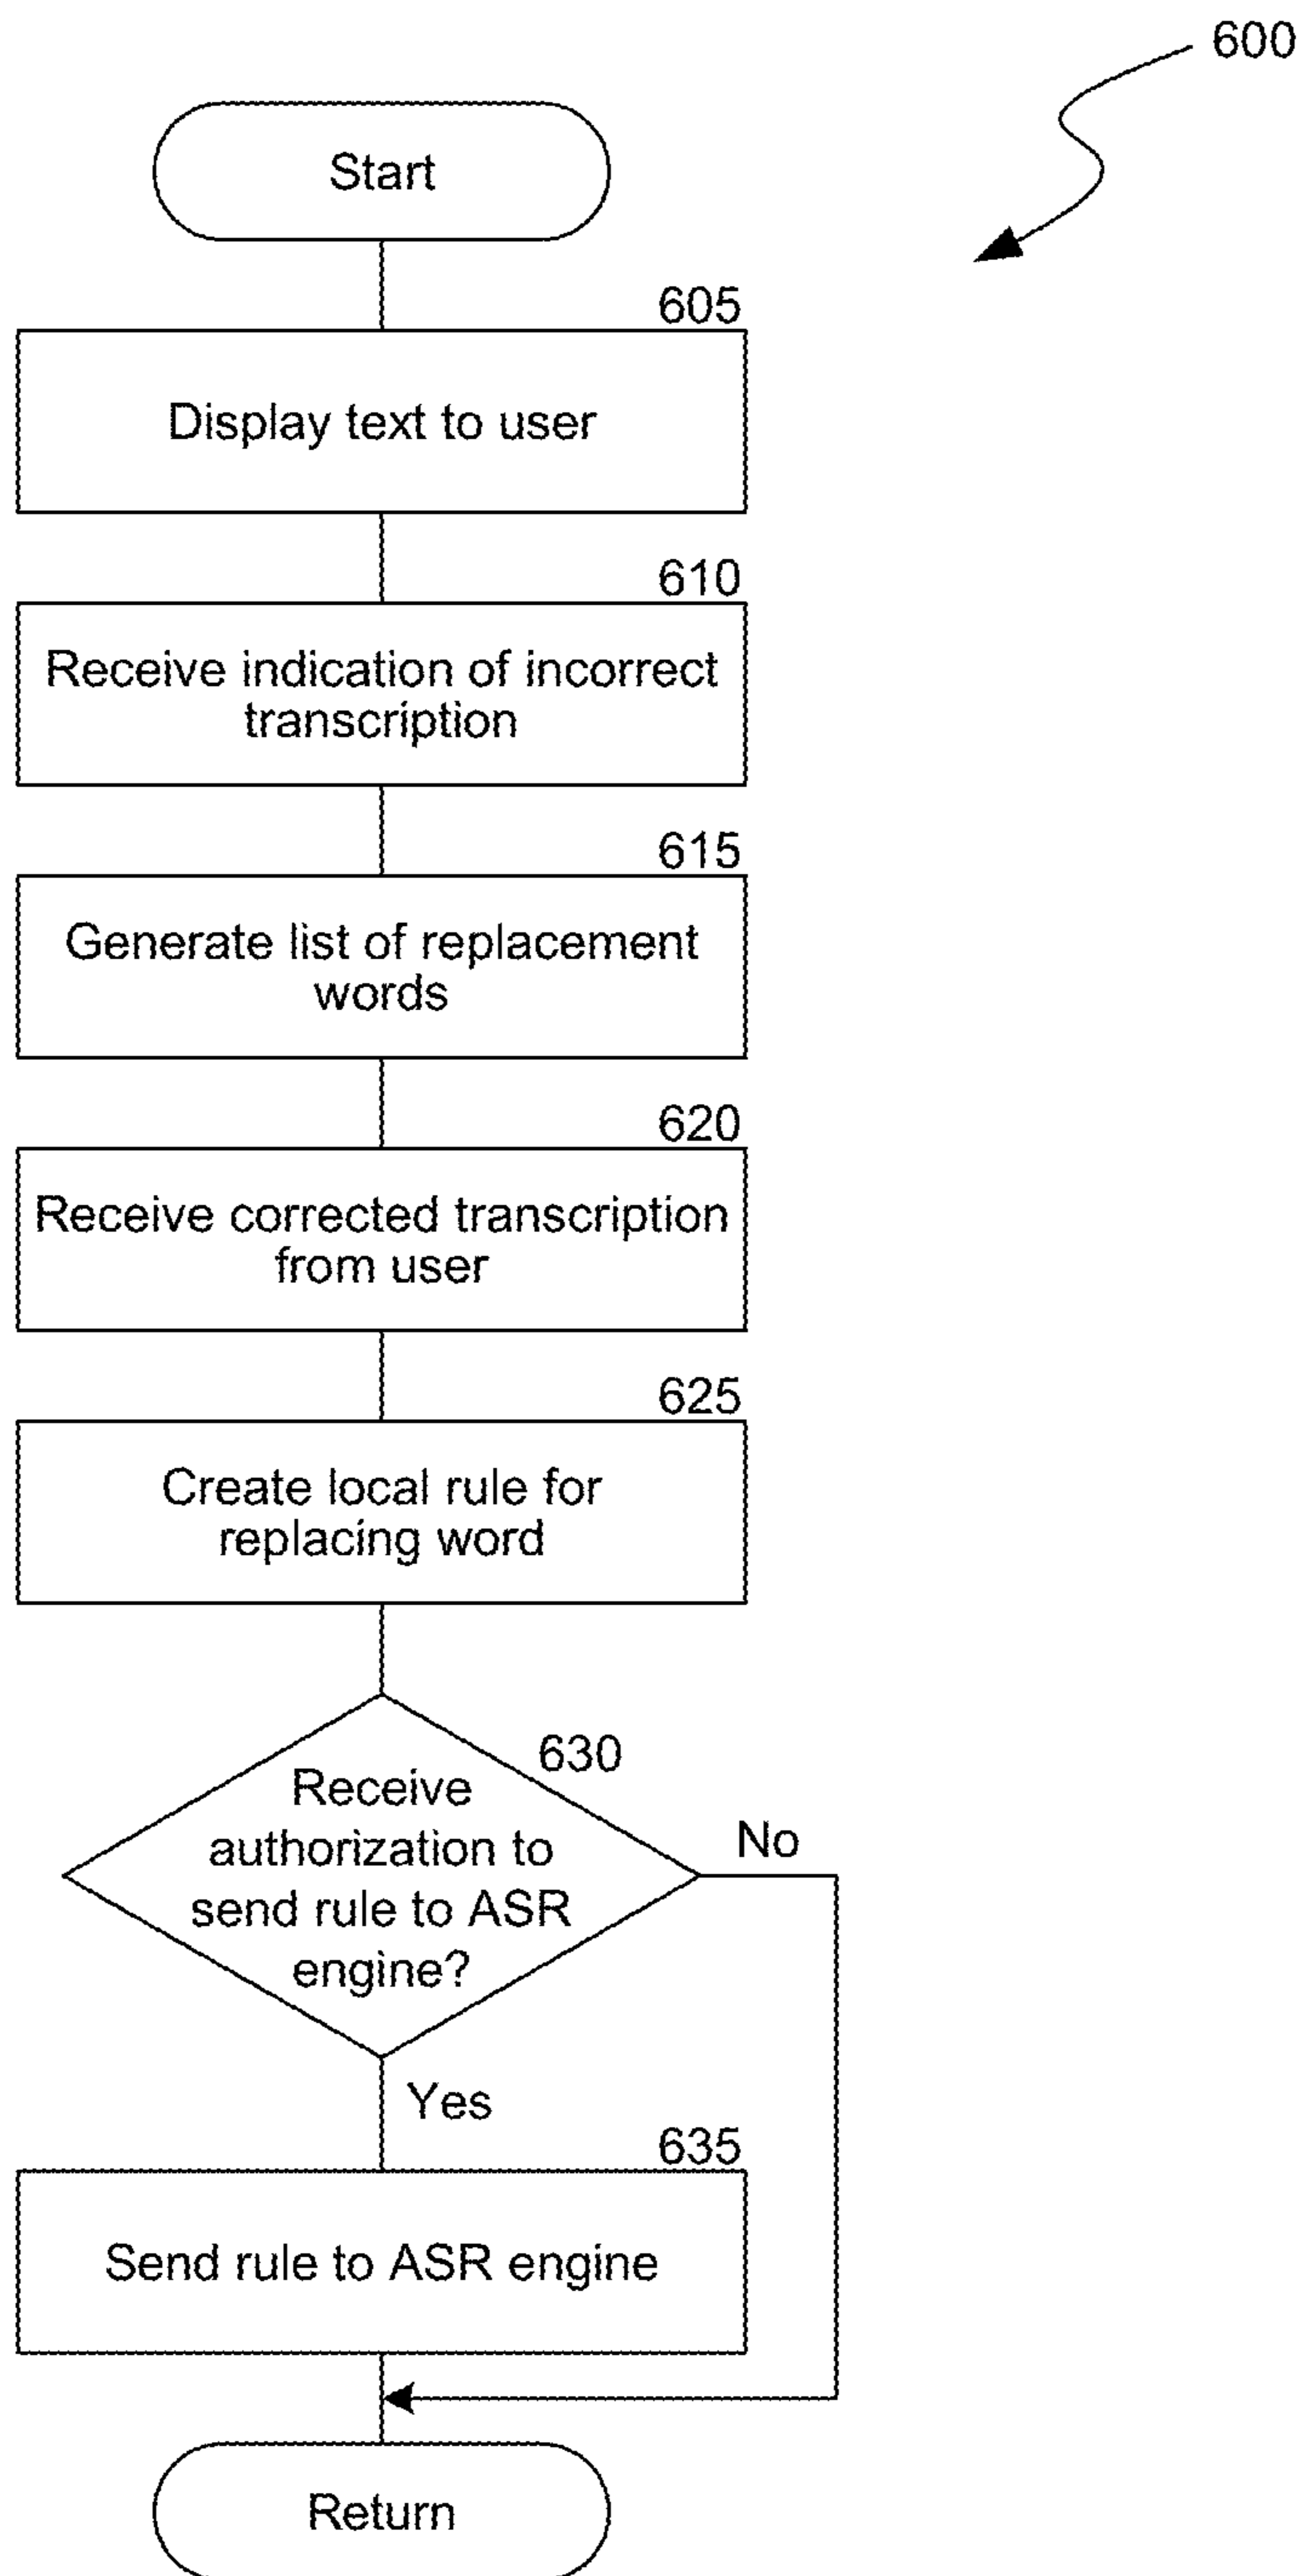 600
Start
605
Display text to user
610
Receive indication of incorrect
transcription
615
Generate list of replacement
words
620
Receive corrected transcription
from user
625
Create local rule for
replacing word
630
Receive
authorization to
send rule to ASR
engine?
No
Yes
635
Send rule to ASR engine
Return